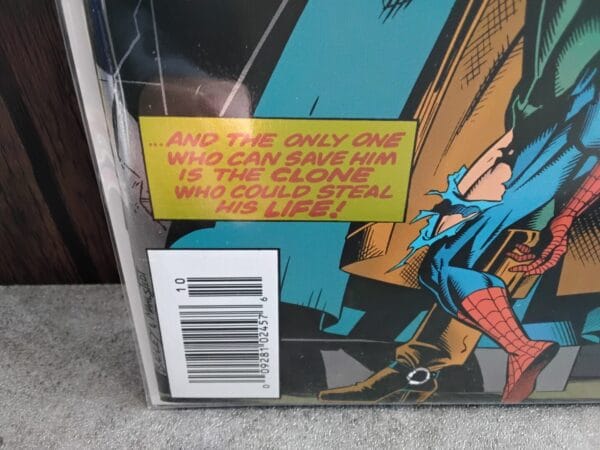 ...AND THE ONLY ONE
WHO CAN SAVE HIM
IS THE CLONE
WHO COULD STEAL
HIS LIFE!
10
0 09281 02457 6